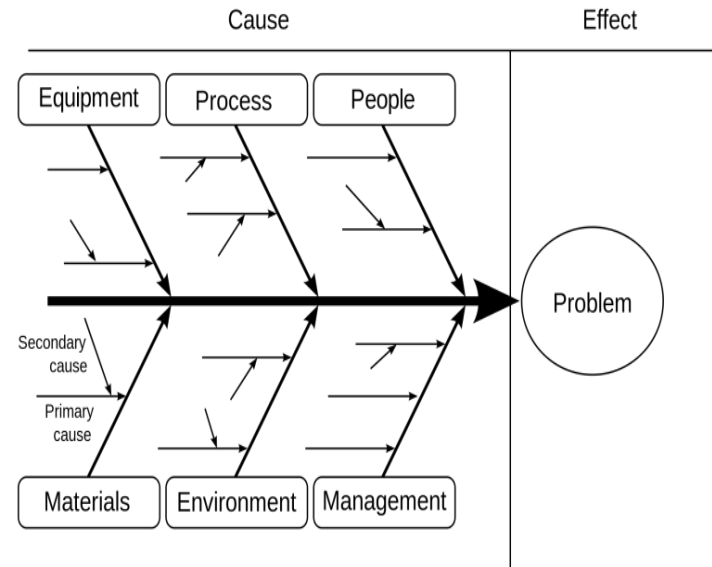 Cause
Effect
Equipment
Process
People
Problem
Secondary
cause
Primary
cause
Materials
Environment
Management